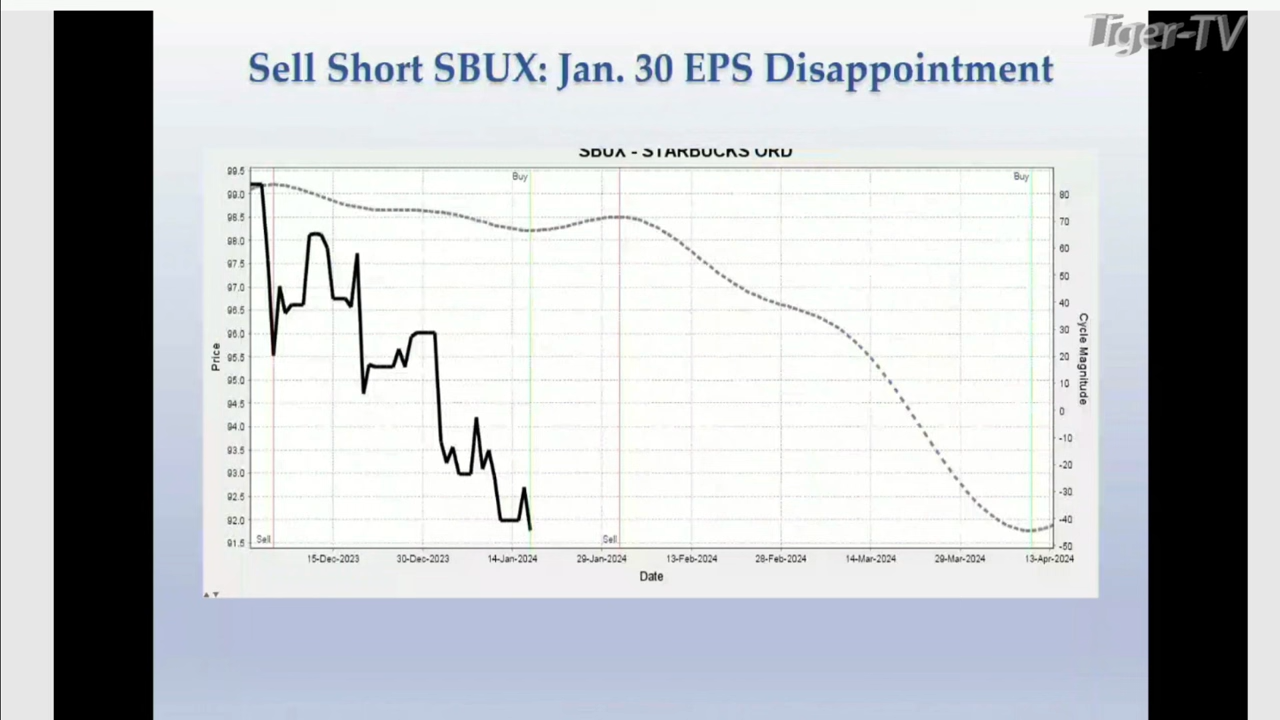 Tiger-TV
Sell Short SBUX: Jan. 30 EPS Disappointment
SBUX - STARBUCKS ORD
99.5
99.0
98.5
98.0
97.5
97.0
96.5
96.0
95.5
95.0
94.5
94.0
93.5
93.0
92.5
92.0
91.5
Price
Buy
Buy
Sell
Sell
80
70
60
50
40
30
20
10
0
-10
-20
-30
-40
-50
Cycle Magnitude
15-Dec-2023 30-Dec-2023 14-Jan-2024 29-Jan-2024 13-Feb-2024 28-Feb-2024 14-Mar-2024 29-Mar-2024 13-Apr-2024
Date